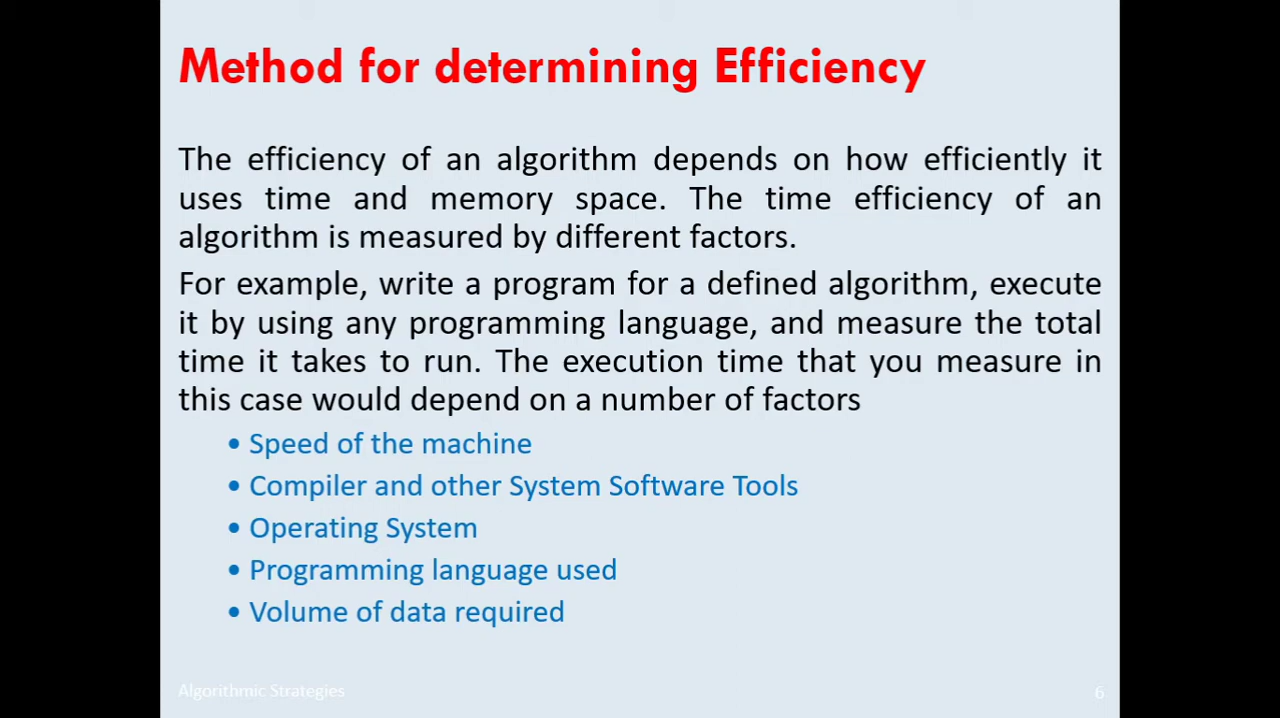 Method for determining Efficiency
The efficiency of an algorithm depends on how efficiently it
uses time and memory space. The time efficiency of an
algorithm is measured by different factors.
For example, write a program for a defined algorithm, execute
it by using any programming language, and measure the total
time it takes to run. The execution time that you measure in
this case would depend on a number of factors
• Speed of the machine
• Compiler and other System Software Tools
• Operating System
• Programming language used
• Volume of data required
Algorithmic Strategies
6